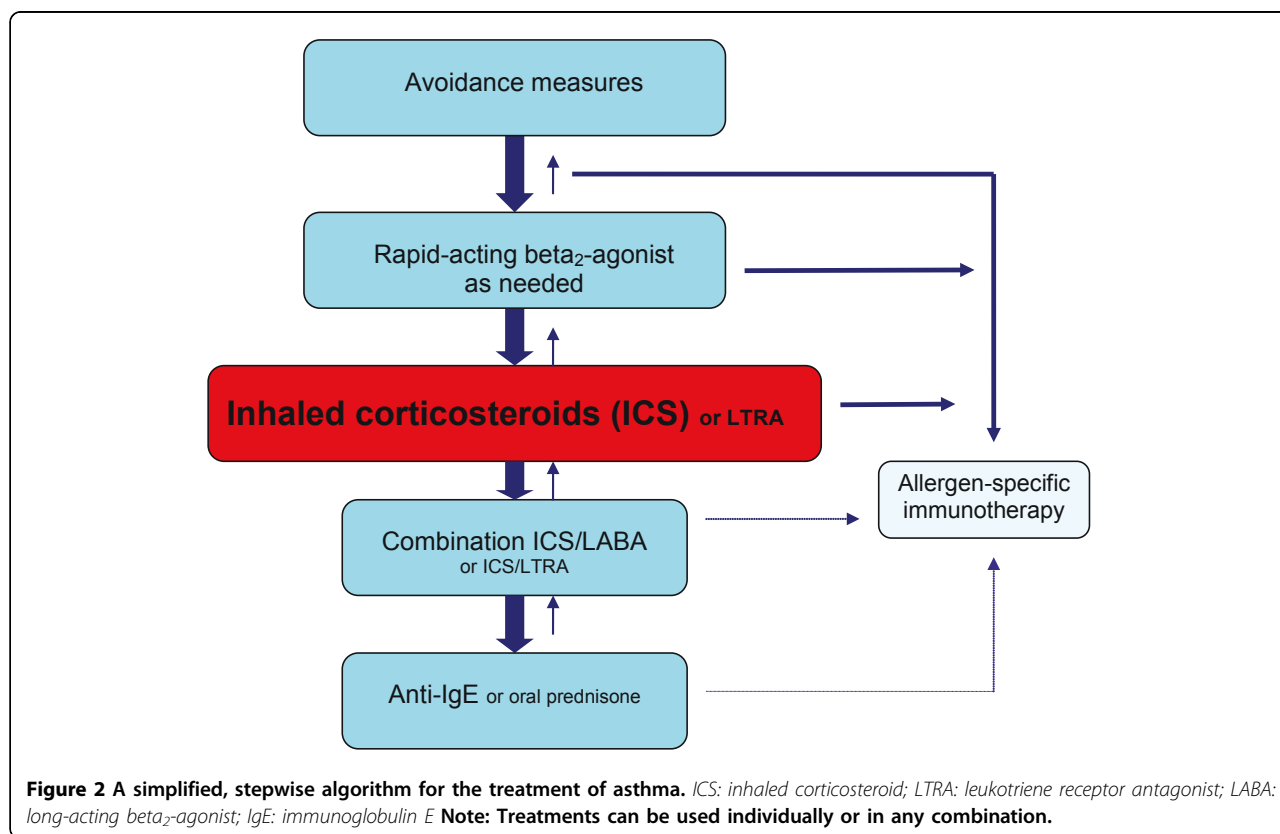 Avoidance measures
Rapid-acting beta₂-agonist
as needed
Inhaled corticosteroids (ICS) or LTRA
Allergen-specific
immunotherapy
Combination ICS/LABA
or ICS/LTRA
Anti-IgE or oral prednisone
Figure 2 A simplified, stepwise algorithm for the treatment of asthma. ICS: inhaled corticosteroid; LTRA: leukotriene receptor antagonist; LABA:
long-acting beta₂-agonist; IgE: immunoglobulin E Note: Treatments can be used individually or in any combination.